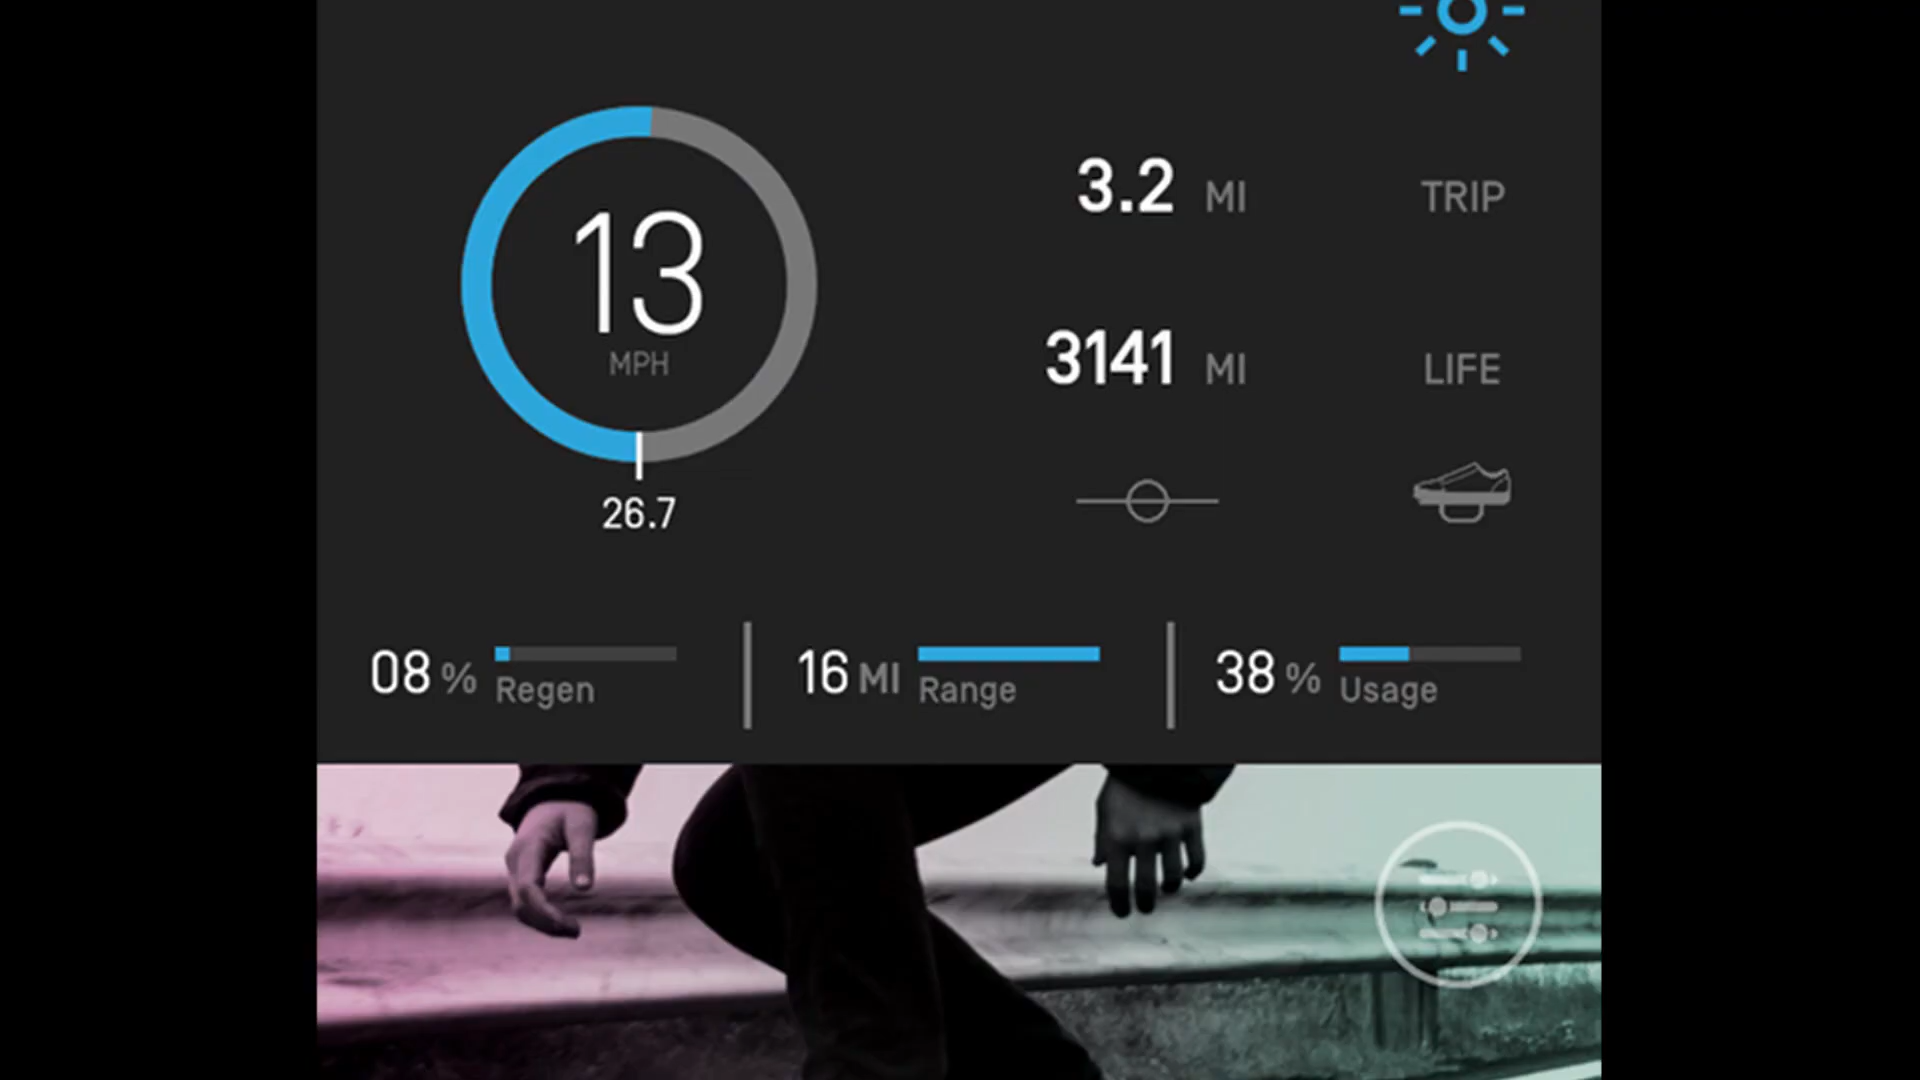 13
MPH
26.7
3.2 MI TRIP
3141 MI LIFE
08 % Regen
16 MI Range
38 % Usage